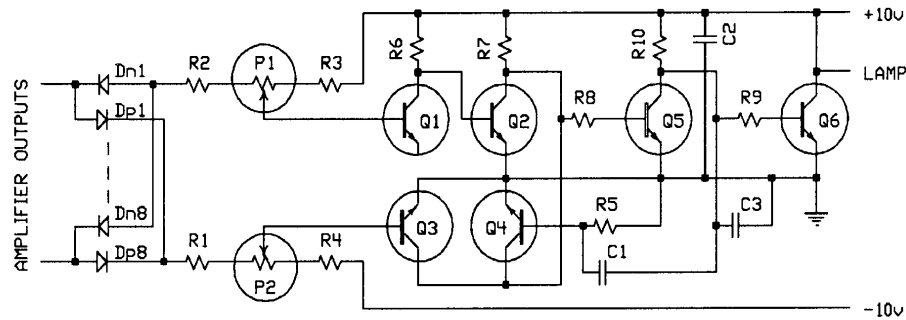 +10v
R6
R7
R10
C2
Dn1
R2
P1
R3
LAMP
Dp1
Q1
Q2
R8
Q5
R9
Q6
AMPLIFIER OUTPUTS
Dn8
Q3
Q4
R5
C3
Dp8
R1
R4
C1
P2
-10v